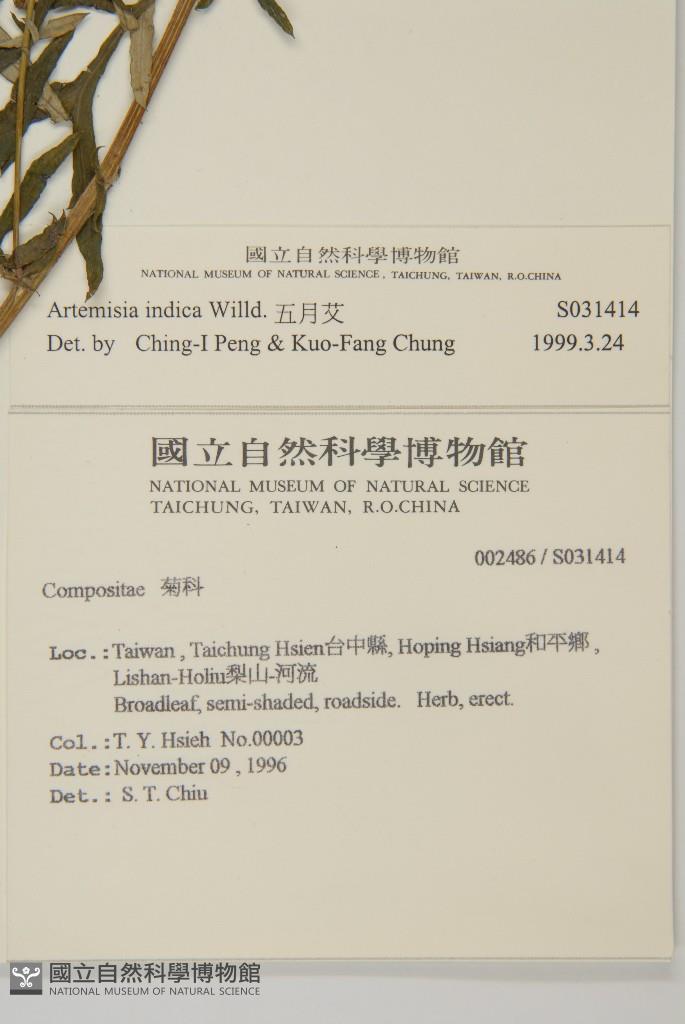 國立自然科學博物館
NATIONAL MUSEUM OF NATURAL SCIENCE, TAICHUNG, TAIWAN, R.O.CHINA
Artemisia indica Willd. 五月艾 S031414
Det. by Ching-I Peng & Kuo-Fang Chung 1999.3.24
國立自然科學博物館
NATIONAL MUSEUM OF NATURAL SCIENCE
TAICHUNG, TAIWAN, R.O.CHINA
002486 / S031414
Compositae 菊科
Loc.: Taiwan , Taichung Hsien台中縣, Hoping Hsiang和平鄉 ,
Lishan-Holiu梨山-河流
Broadleaf, semi-shaded, roadside. Herb, erect.
Col.: T. Y. Hsieh No.00003
Date: November 09 , 1996
Det.: S. T. Chiu
國立自然科學博物館
NATIONAL MUSEUM OF NATURAL SCIENCE